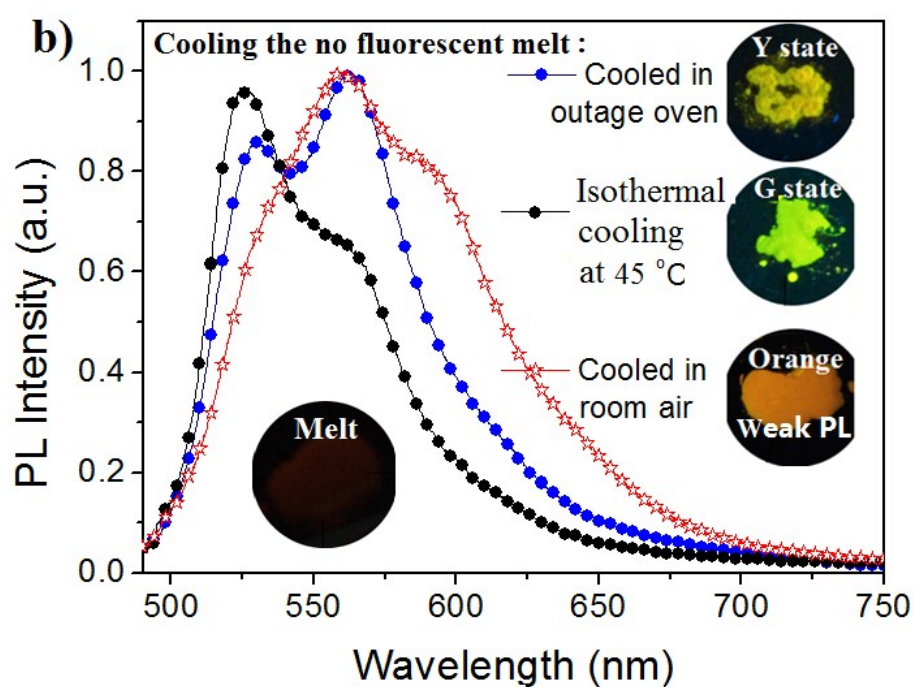 b)
Cooling the no fluorescent melt :
Y state
Cooled in
outage oven
G state
Isothermal
cooling
at 45 °C
Orange
Weak PL
Cooled in
room air
Melt
PL Intensity (a.u.)
1.0
0.8
0.6
0.4
0.2
0.0
500 550 600 650 700 750
Wavelength (nm)